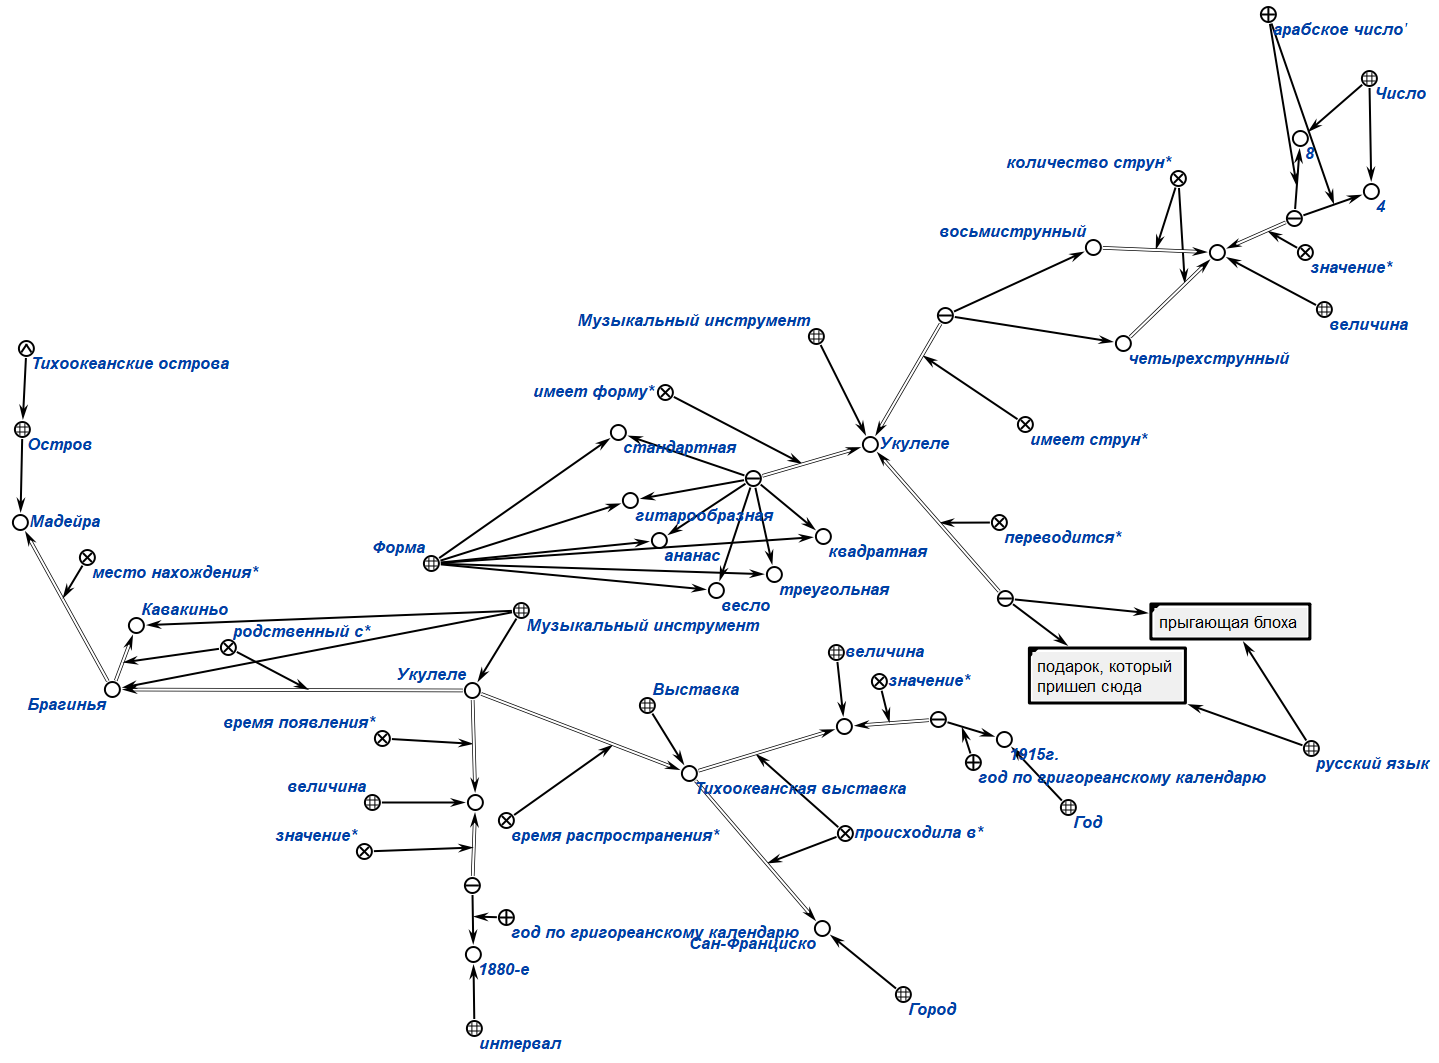 арабское число'
Число
8
количество струн*
4
восьмиструнный
значение*
Музыкальный инструмент
величина
четырехструнный
Тихоокеанские острова
имеет форму*
имеет струн*
Остров
стандартная
Укулеле
гитарообразная
Мадейра
Форма
ананас
квадратная
переводится*
место нахождения*
треугольная
весло
Кавакиньо
родственный с*
Музыкальный инструмент
прыгающая блоха
подарок, который
пришел сюда
величина
Укулеле
Выставка
значение*
Брагинья
время появления*
1915г.
русский язык
год по григореанскому календарю
величина
Тихоокеанская выставка
Год
значение*
время распространения*
происходила в*
год по григореанскому календарю
Сан-Франциско
1880-е
Город
интервал